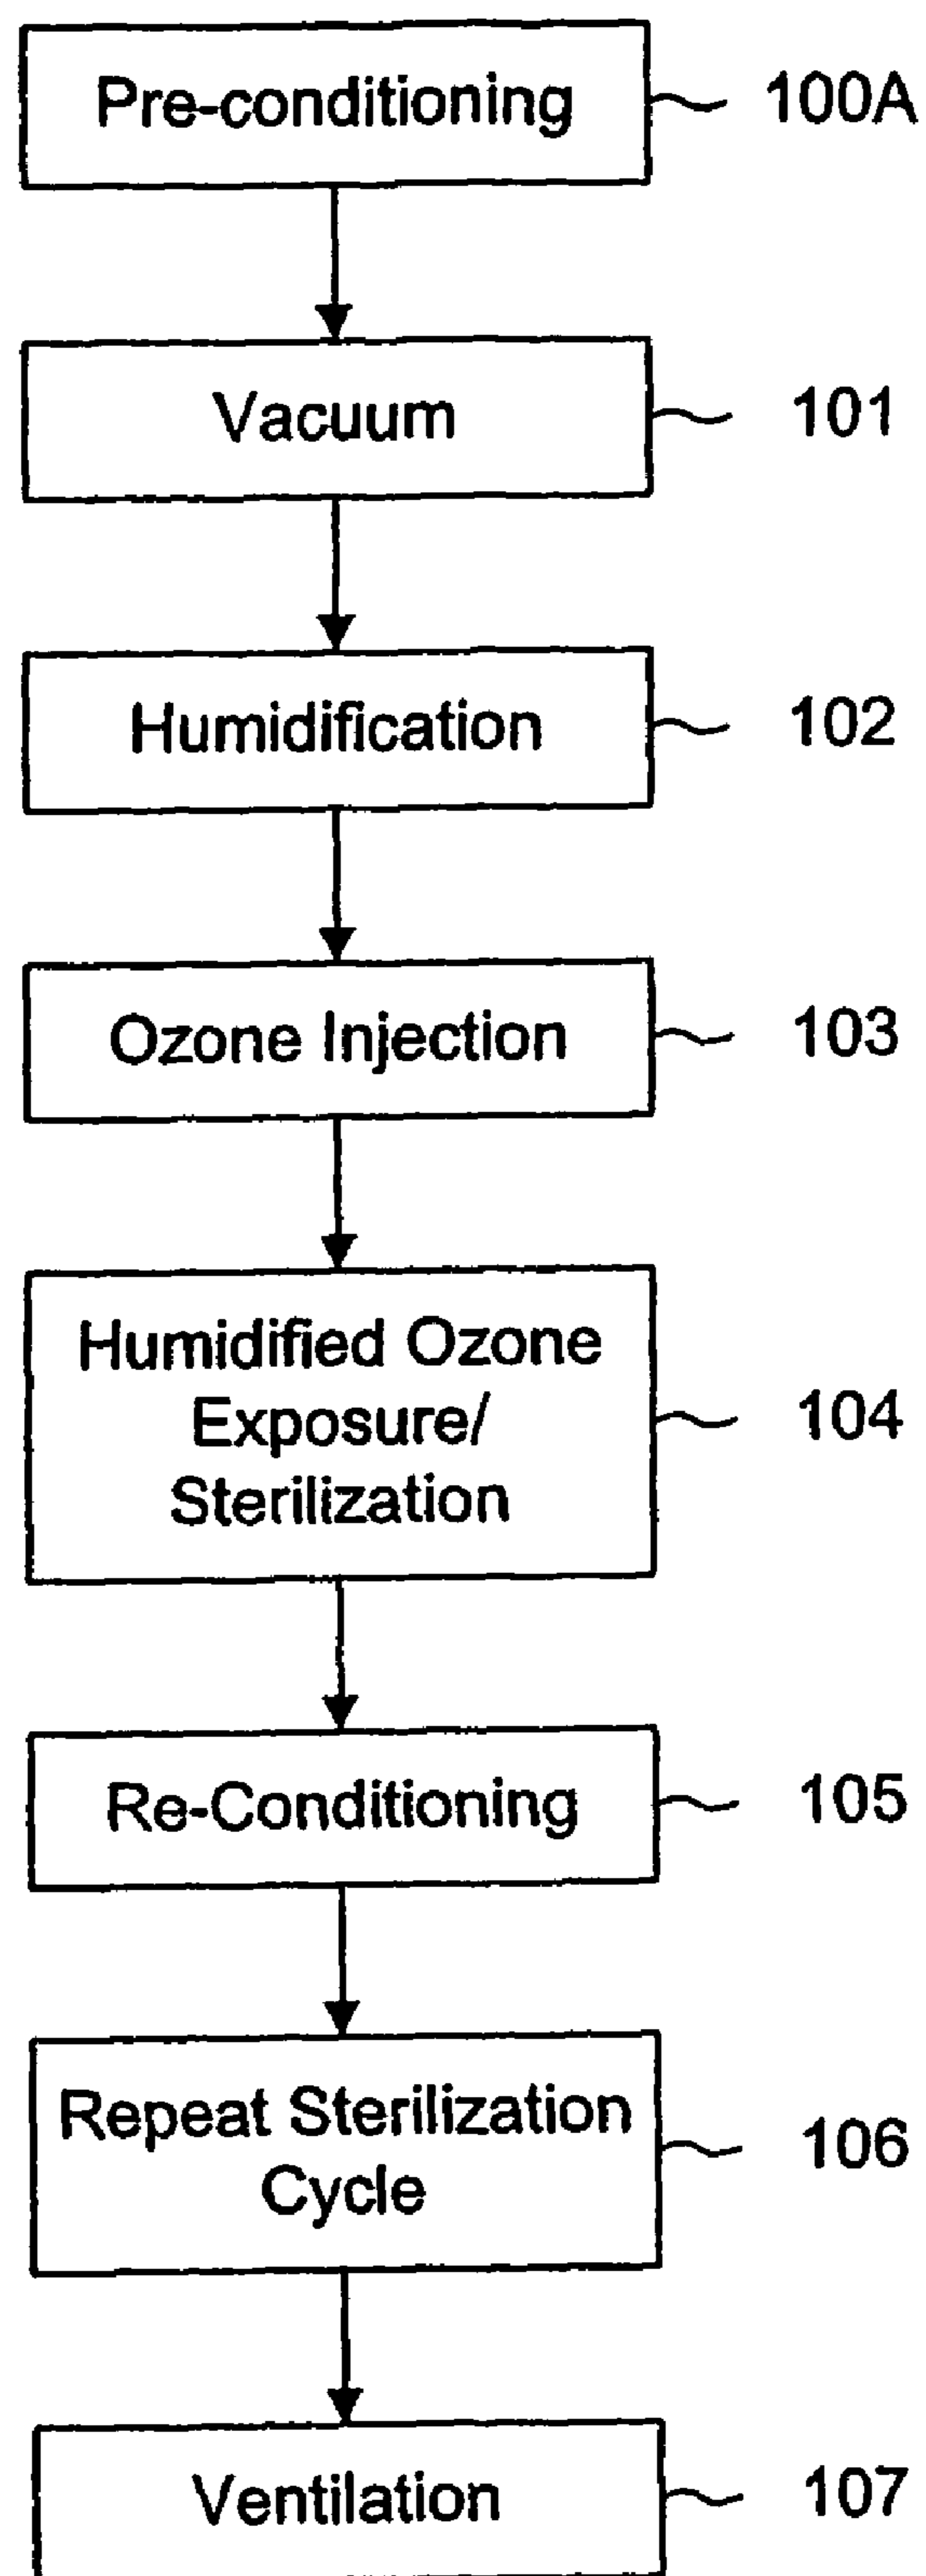 Pre-conditioning 100A
Vacuum 101
Humidification 102
Ozone Injection 103
Humidified Ozone
Exposure/ 104
Sterilization
Re-Conditioning 105
Repeat Sterilization
Cycle 106
Ventilation 107